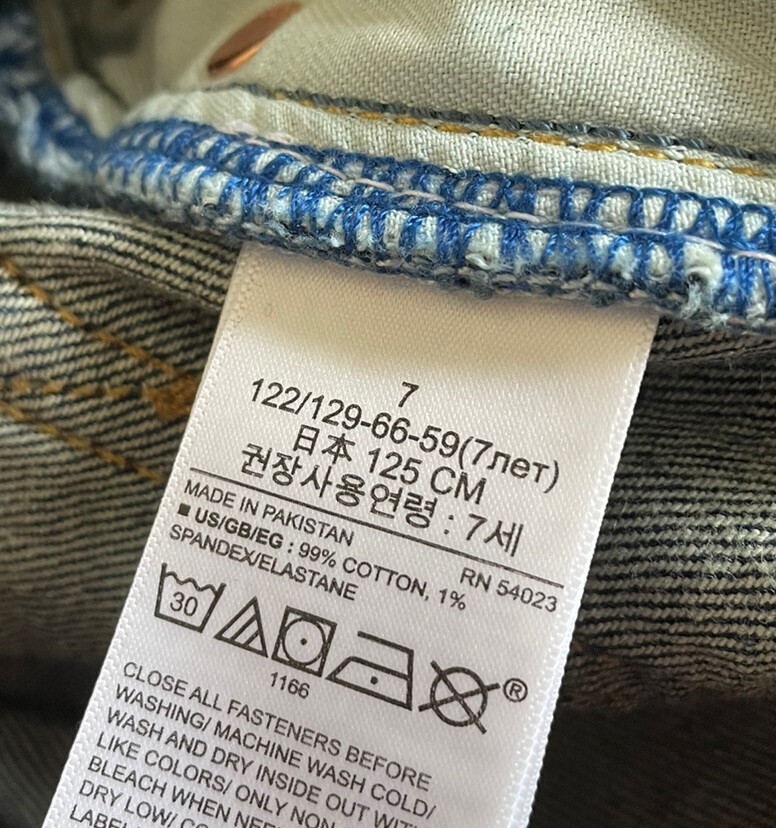 7
122/129-66-59(7лет)
日本 125 CM
권장사용연령 : 7세
MADE IN PAKISTAN
RN 54023
■ US/GB/EG : 99% COTTON, 1%
SPANDEX/ELASTANE
30
1166
®
CLOSE ALL FASTENERS BEFORE
WASHING/ MACHINE WASH COLD/
WASH AND DRY INSIDE OUT WITH
LIKE COLORS/ ONLY NON
BLEACH WHEN
DRY LOW/